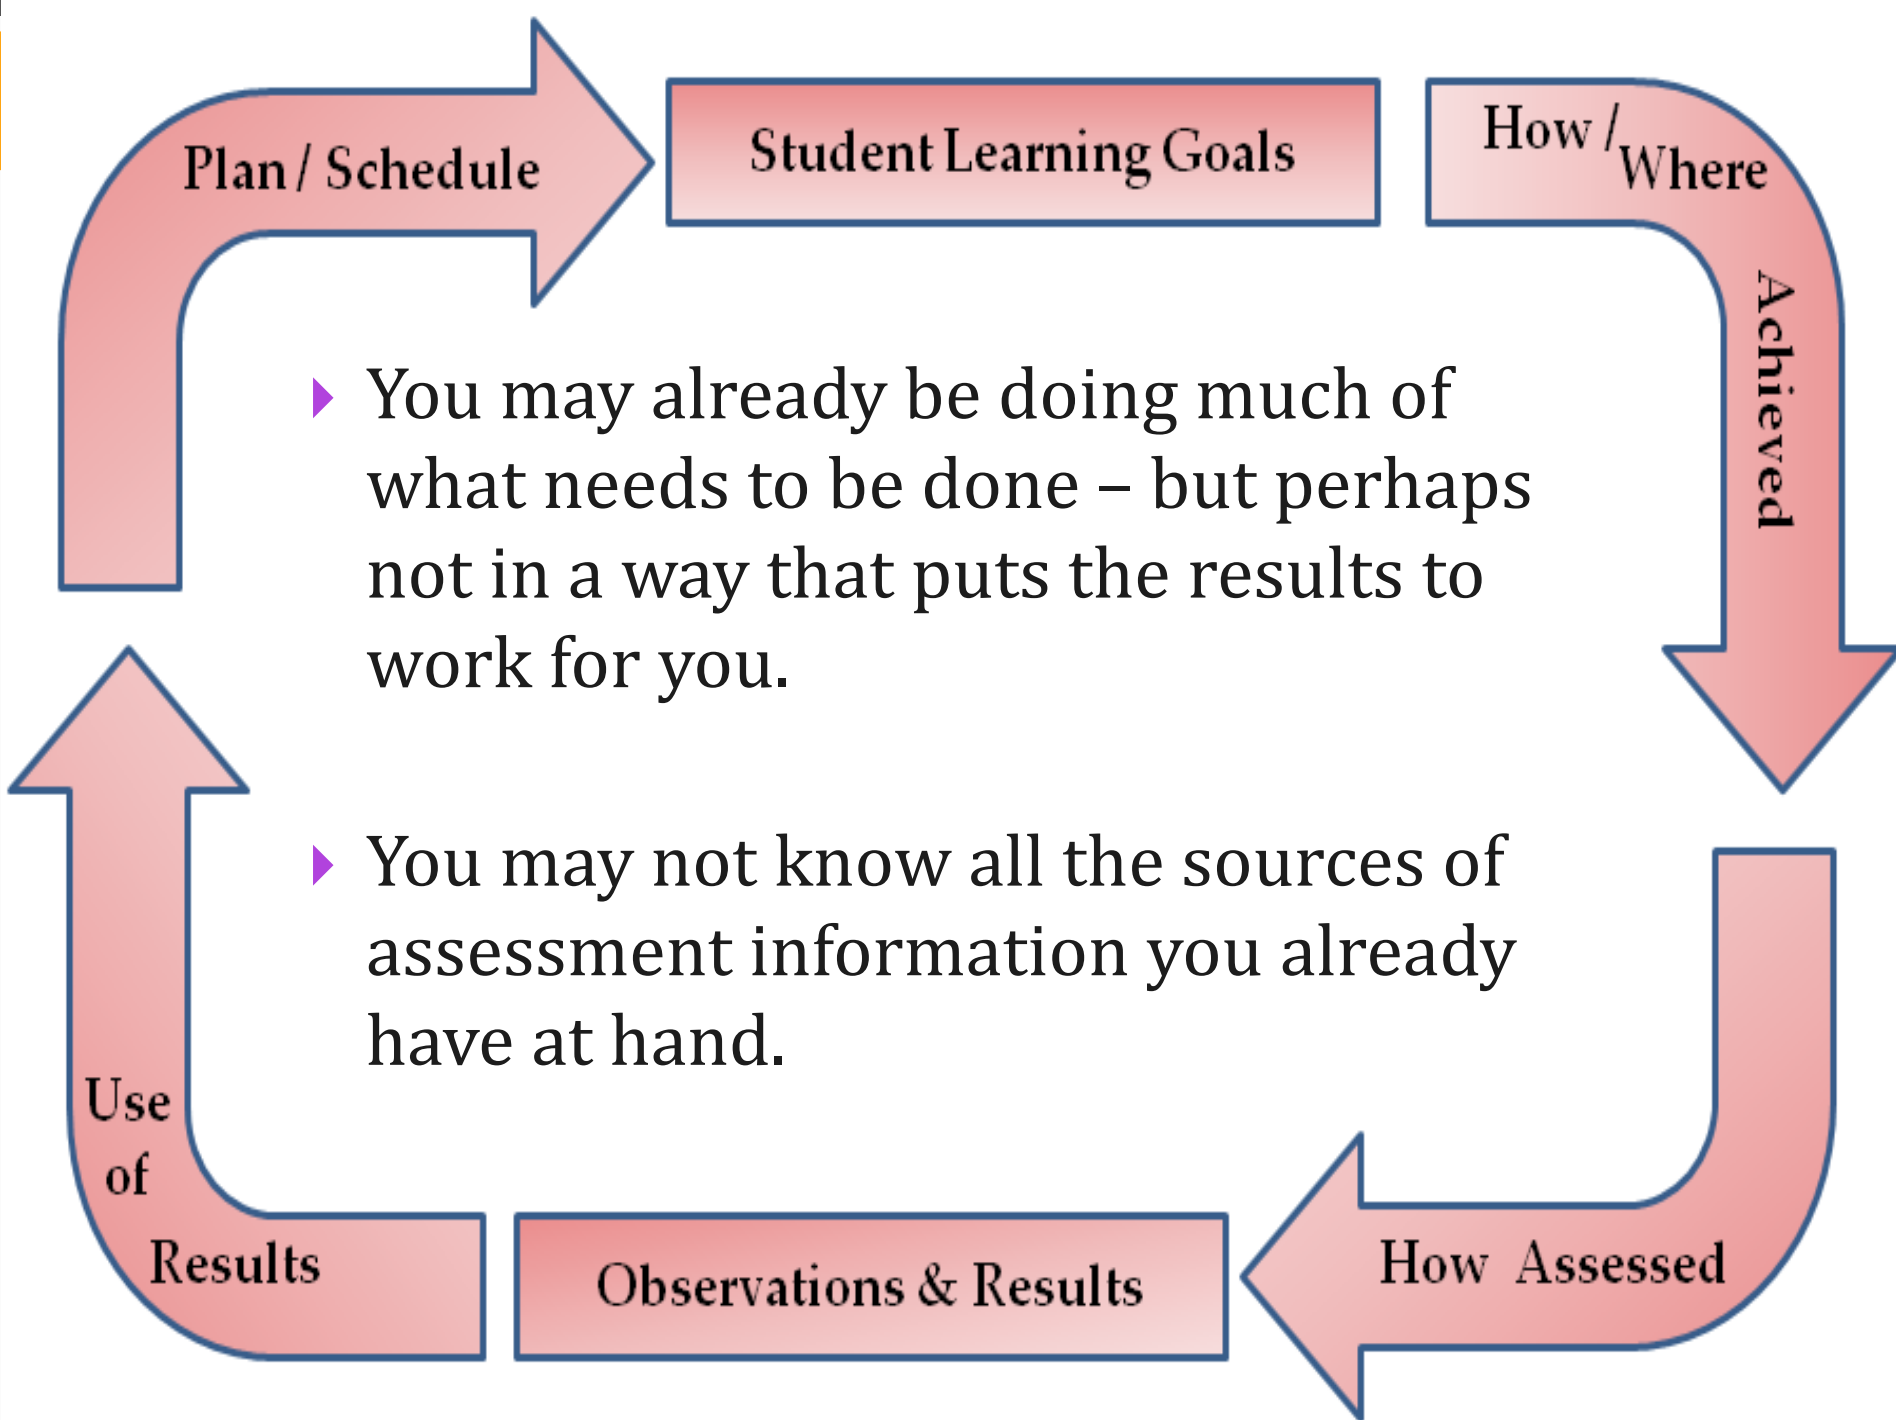 Plan / Schedule
Student Learning Goals
How /
Where
Achieved
You may already be doing much of
what needs to be done – but perhaps
not in a way that puts the results to
work for you.
You may not know all the sources of
assessment information you already
have at hand.
How Assessed
Observations & Results
Use
of
Results